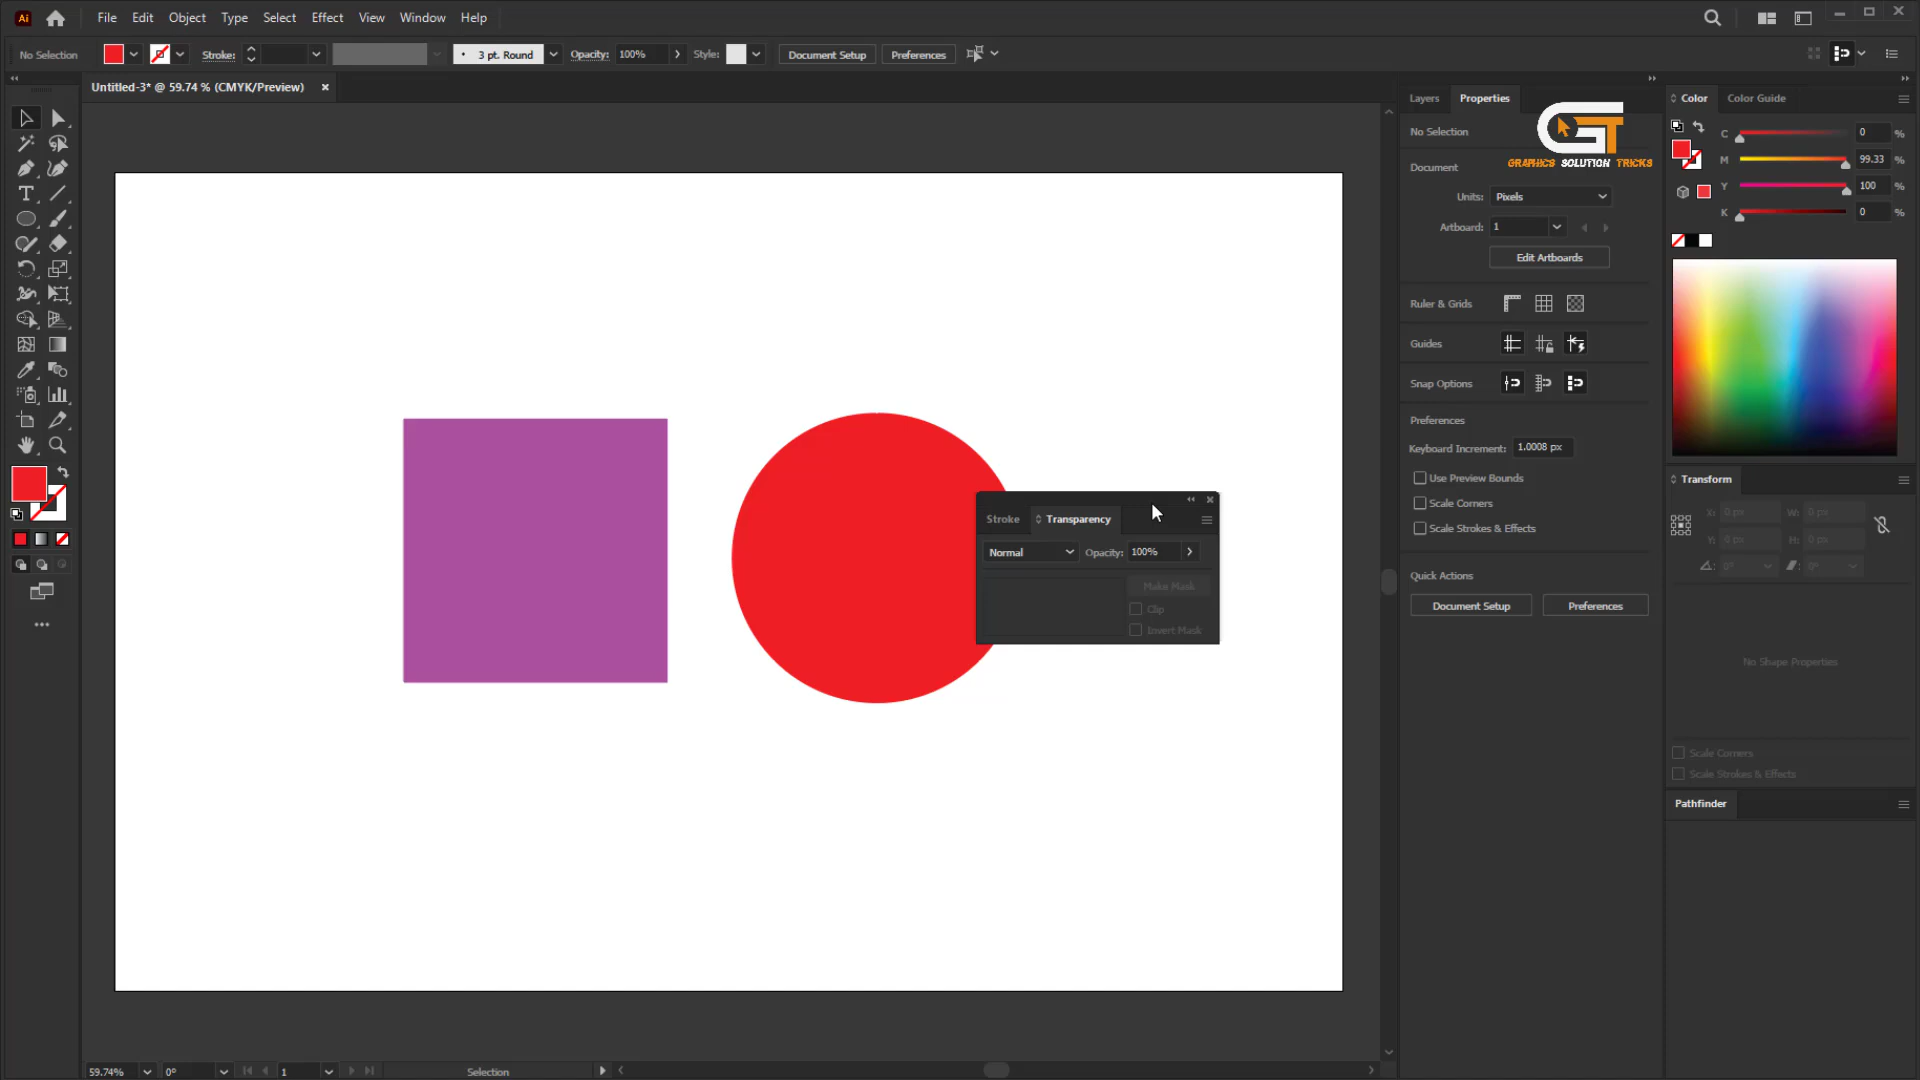 Ai File Edit Object Type Select Effect View Window Help
No Selection Stroke: 3 pt. Round Opacity: 100% Style: Document Setup Preferences
Untitled-3* @ 59.74 % (CMYK/Preview)
Layers Properties
GRAPHICS SOLUTION TRICKS
No Selection
Document
Units: Pixels
Artboard: 1
Edit Artboards
Ruler & Grids
Guides
Snap Options
Preferences
Keyboard Increment: 1.0008 px
Use Preview Bounds
Scale Corners
Scale Strokes & Effects
Quick Actions
Document Setup Preferences
Color Color Guide
C 0 %
M 99.33 %
Y 100 %
K 0 %
Transform
X: 0 px W: 0 px
Y: 0 px H: 0 px
0° 0°
No Shape Properties
Scale Corners
Scale Strokes & Effects
Pathfinder
Stroke Transparency
Normal Opacity: 100%
Make Mask
Clip
Invert Mask
59.74% 0° 1 Selection